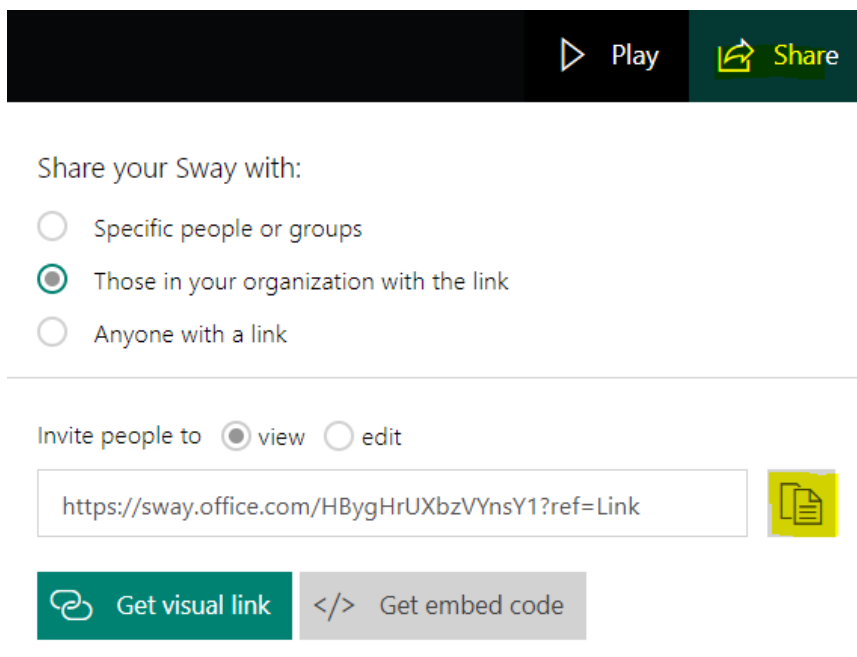 Play Share
Share your Sway with:
Specific people or groups
Those in your organization with the link
Anyone with a link
Invite people to view edit
https://sway.office.com/HBygHrUXbzVYnsY1?ref=Link
Get visual link </> Get embed code